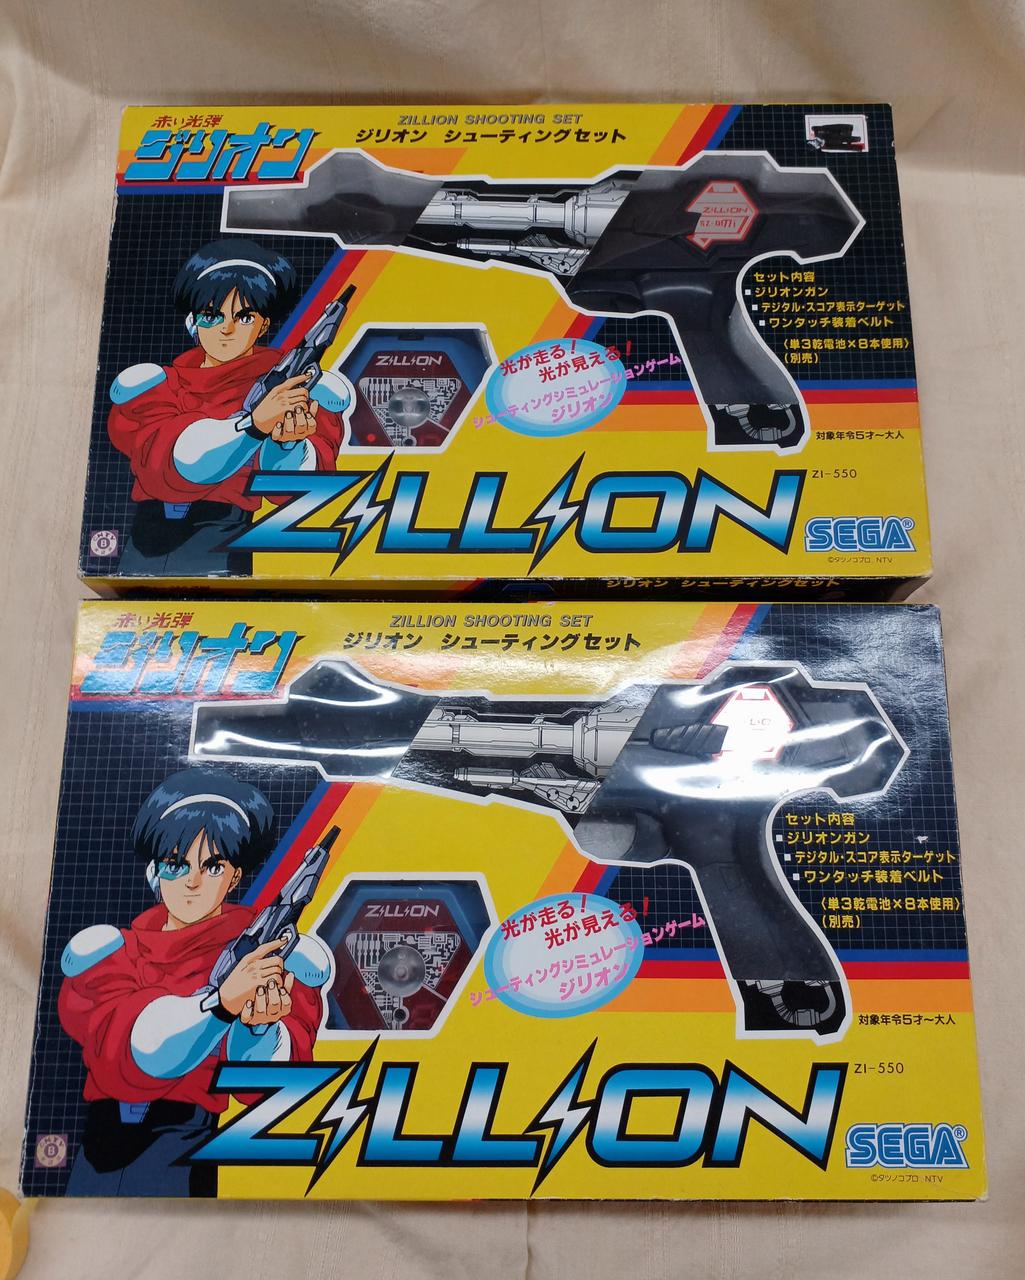 赤い光弾
ジリオン
ZILLION SHOOTING SET
ジリオン シューティングセット
ZILLION
セット内容
■ジリオンガン
■デジタル・スコア表示ターゲット
■ワンタッチ装着ベルト
(単3乾電池×8本使用)
(別売)
ZILLION
光が走る!
光が見える!
シューティングシミュレーションゲーム
ジリオン
対象年令5才~大人
ZILLION
ZI-550
SEGA®
©タツノコプロ NTV
B
ジリオン シューティングセット
赤い光弾
ジリオン
ZILLION SHOOTING SET
ジリオン シューティングセット
セット内容
■ジリオンガン
■デジタル・スコア表示ターゲット
■ワンタッチ装着ベルト
(単3乾電池×8本使用)
(別売)
ZILLION
光が走る!
光が見える!
シューティングシミュレーションゲーム
ジリオン
対象年令5才~大人
ZILLION
ZI-550
SEGA®
©タツノコプロ NTV
B